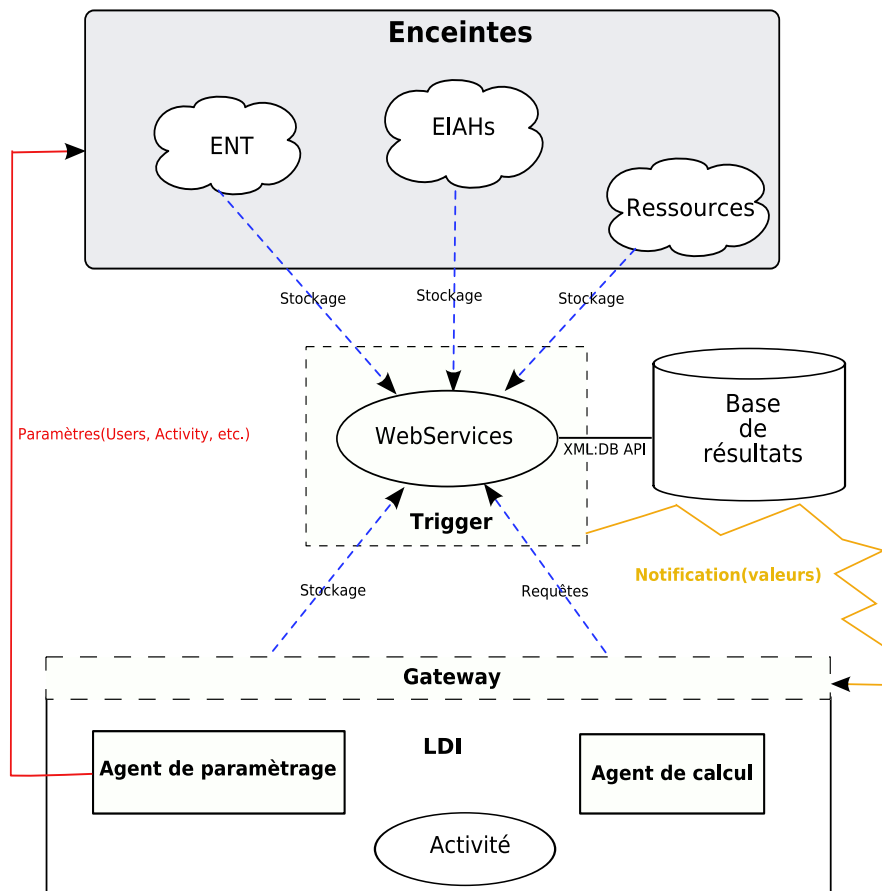 Enceintes
ENT
EIAHs
Ressources
Stockage
Stockage
Stockage
Paramètres(Users, Activity, etc.)
WebServices
XML:DB API
Base
de
résultats
Trigger
Notification(valeurs)
Stockage
Requêtes
Gateway
LDI
Agent de paramètrage
Agent de calcul
Activité